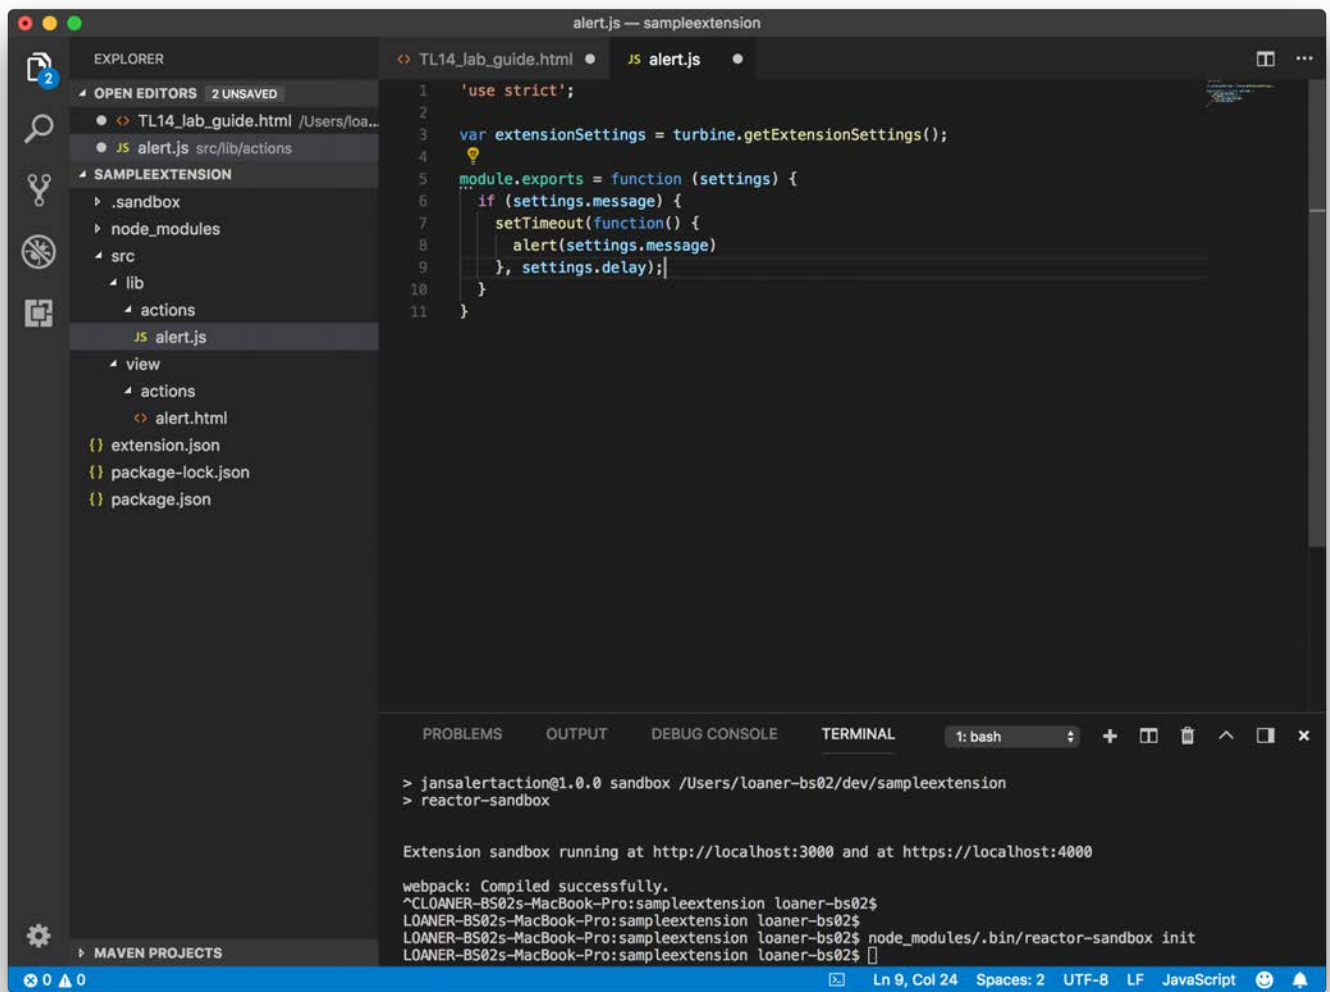 alert.js — sampleextension
2
EXPLORER
OPEN EDITORS 2 UNSAVED
TL14_lab_guide.html /Users/loa...
JS alert.js src/lib/actions
SAMPLEEXTENSION
.sandbox
node_modules
src
lib
actions
JS alert.js
view
actions
<> alert.html
{} extension.json
{} package-lock.json
{} package.json
MAVEN PROJECTS
<> TL14_lab_guide.html
JS alert.js
1 'use strict';
2
3 var extensionSettings = turbine.getExtensionSettings();
4
5 module.exports = function (settings) {
6 if (settings.message) {
7 setTimeout(function() {
8 alert(settings.message)
9 }, settings.delay);
10 }
11 }
PROBLEMS OUTPUT DEBUG CONSOLE TERMINAL 1: bash
> jansalertaction@1.0.0 sandbox /Users/loaner-bs02/dev/sampleextension
> reactor-sandbox
Extension sandbox running at http://localhost:3000 and at https://localhost:4000
webpack: Compiled successfully.
^CLOANER-BS02s-MacBook-Pro:sampleextension loaner-bs02$
LOANER-BS02s-MacBook-Pro:sampleextension loaner-bs02$
LOANER-BS02s-MacBook-Pro:sampleextension loaner-bs02$ node_modules/.bin/reactor-sandbox init
LOANER-BS02s-MacBook-Pro:sampleextension loaner-bs02$
0 0 Ln 9, Col 24 Spaces: 2 UTF-8 LF JavaScript